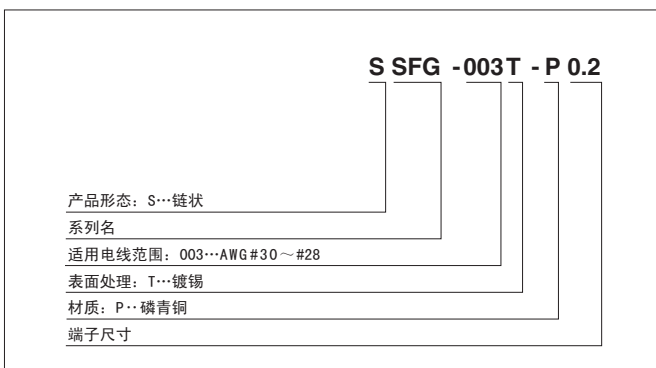 S SFG -003 T - P 0.2
产品形态：S…链状
系列名
适用电线范围：003…AWG#30～#28
表面处理：T…镀锡
材质：P‥磷青铜
端子尺寸